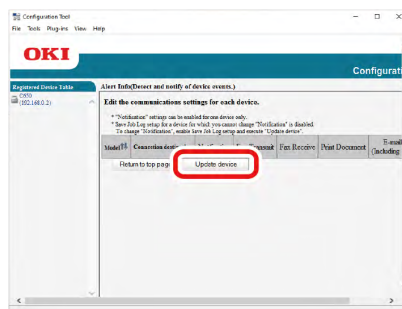 Configuration Tool
File Tools Plug-ins View Help
OKI
Configurati
Registered Device Table
C650
(192.168.0.2)
Alert Info(Detect and notify of device events.)
Edit the communications settings for each device.
* "Notification" settings can be enabled for one device only.
* Save Job Log setup for a device for which you cannot change "Notification" is disabled.
To change "Notification", enable Save Job Log setup and execute "Update device".
Model Connection Fax Receive Print Document E-mail
(Including
Return to top page Update device